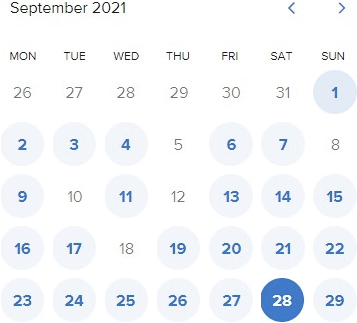 September 2021
MON TUE WED THU FRI SAT SUN
26 27 28 29 30 31 1
2 3 4 5 6 7 8
9 10 11 12 13 14 15
16 17 18 19 20 21 22
23 24 25 26 27 28 29